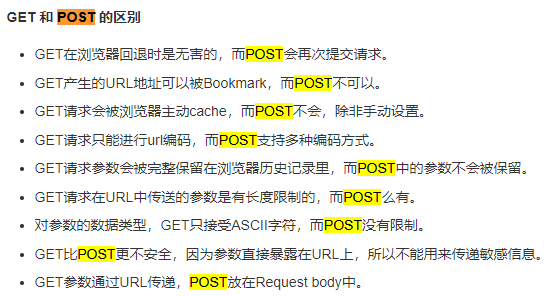 GET 和 POST 的区别
GET在浏览器回退时是无害的，而POST会再次提交请求。
GET产生的URL地址可以被Bookmark，而POST不可以。
GET请求会被浏览器主动cache，而POST不会，除非手动设置。
GET请求只能进行url编码，而POST支持多种编码方式。
GET请求参数会被完整保留在浏览器历史记录里，而POST中的参数不会被保留。
GET请求在URL中传送的参数是有长度限制的，而POST么有。
对参数的数据类型，GET只接受ASCII字符，而POST没有限制。
GET比POST更不安全，因为参数直接暴露在URL上，所以不能用来传递敏感信息。
GET参数通过URL传递，POST放在Request body中。